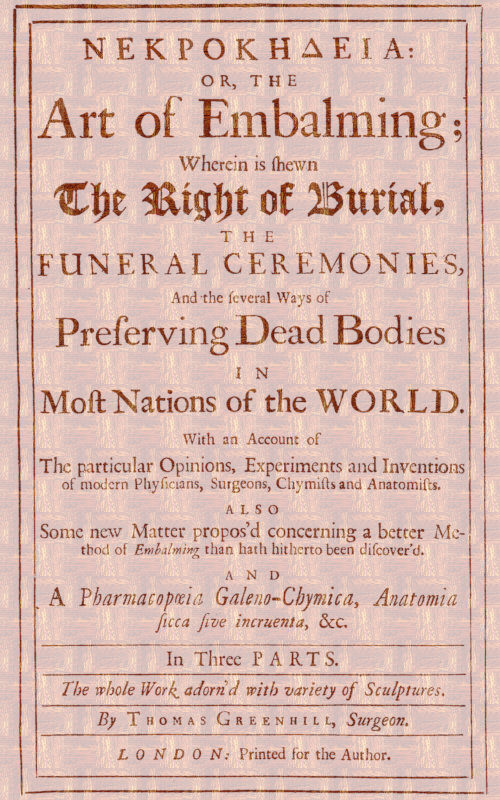 ΝΕΚΡΟΚΗΔΕΙΑ:
OR, THE
Art of Embalming;
Wherein is ſhewn
The Right of Burial,
THE
FUNERAL CEREMONIES,
And the ſeveral Ways of
Preſerving Dead Bodies
IN
Moſt Nations of the WORLD.
With an Account of
The particular Opinions, Experiments and Inventions
of modern Phyſicians, Surgeons, Chymiſts and Anatomiſts.
ALSO
Some new Matter propos'd concerning a better Me-
thod of Embalming than hath hitherto been diſcover'd.
AND
A Pharmacopœia Galeno-Chymica, Anatomia
ſicca ſive incruenta, &c.
In Three PARTS.
The whole Work adorn'd with variety of Sculptures.
By THOMAS GREENHILL, Surgeon.
LONDON: Printed for the Author.